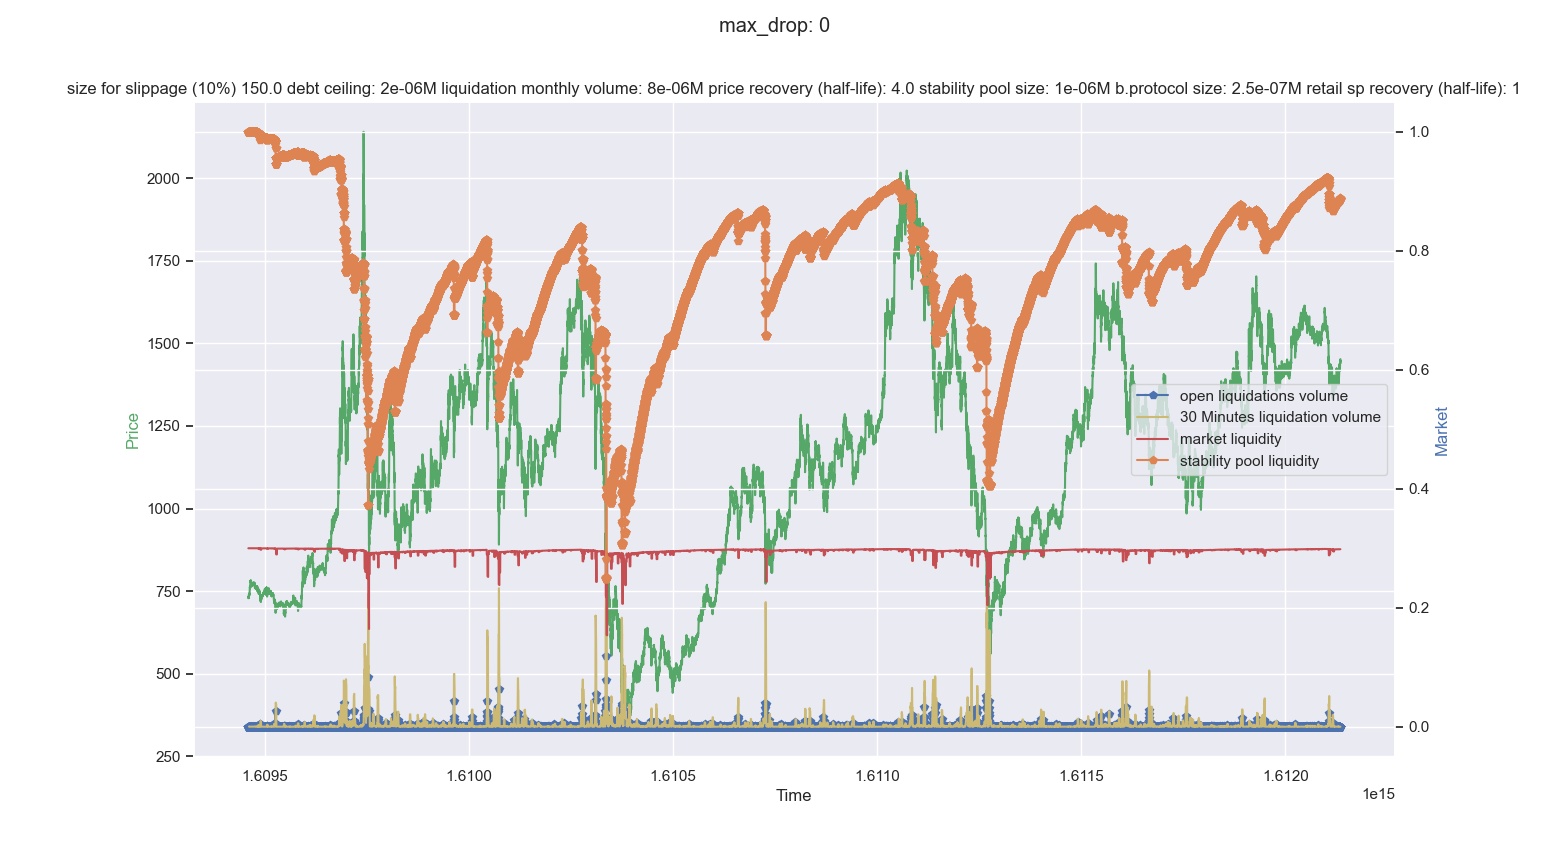 max_drop: 0
size for slippage (10%) 150.0 debt ceiling: 2e-06M liquidation monthly volume: 8e-06M price recovery (half-life): 4.0 stability pool size: 1e-06M b.protocol size: 2.5e-07M retail sp recovery (half-life): 1
2000
1750
1500
1250
1000
750
500
250
Price
1.0
0.8
0.6
0.4
0.2
0.0
Market
open liquidations volume
30 Minutes liquidation volume
market liquidity
stability pool liquidity
1.6095
1.6100
1.6105
1.6110
1.6115
1.6120
Time
1e15